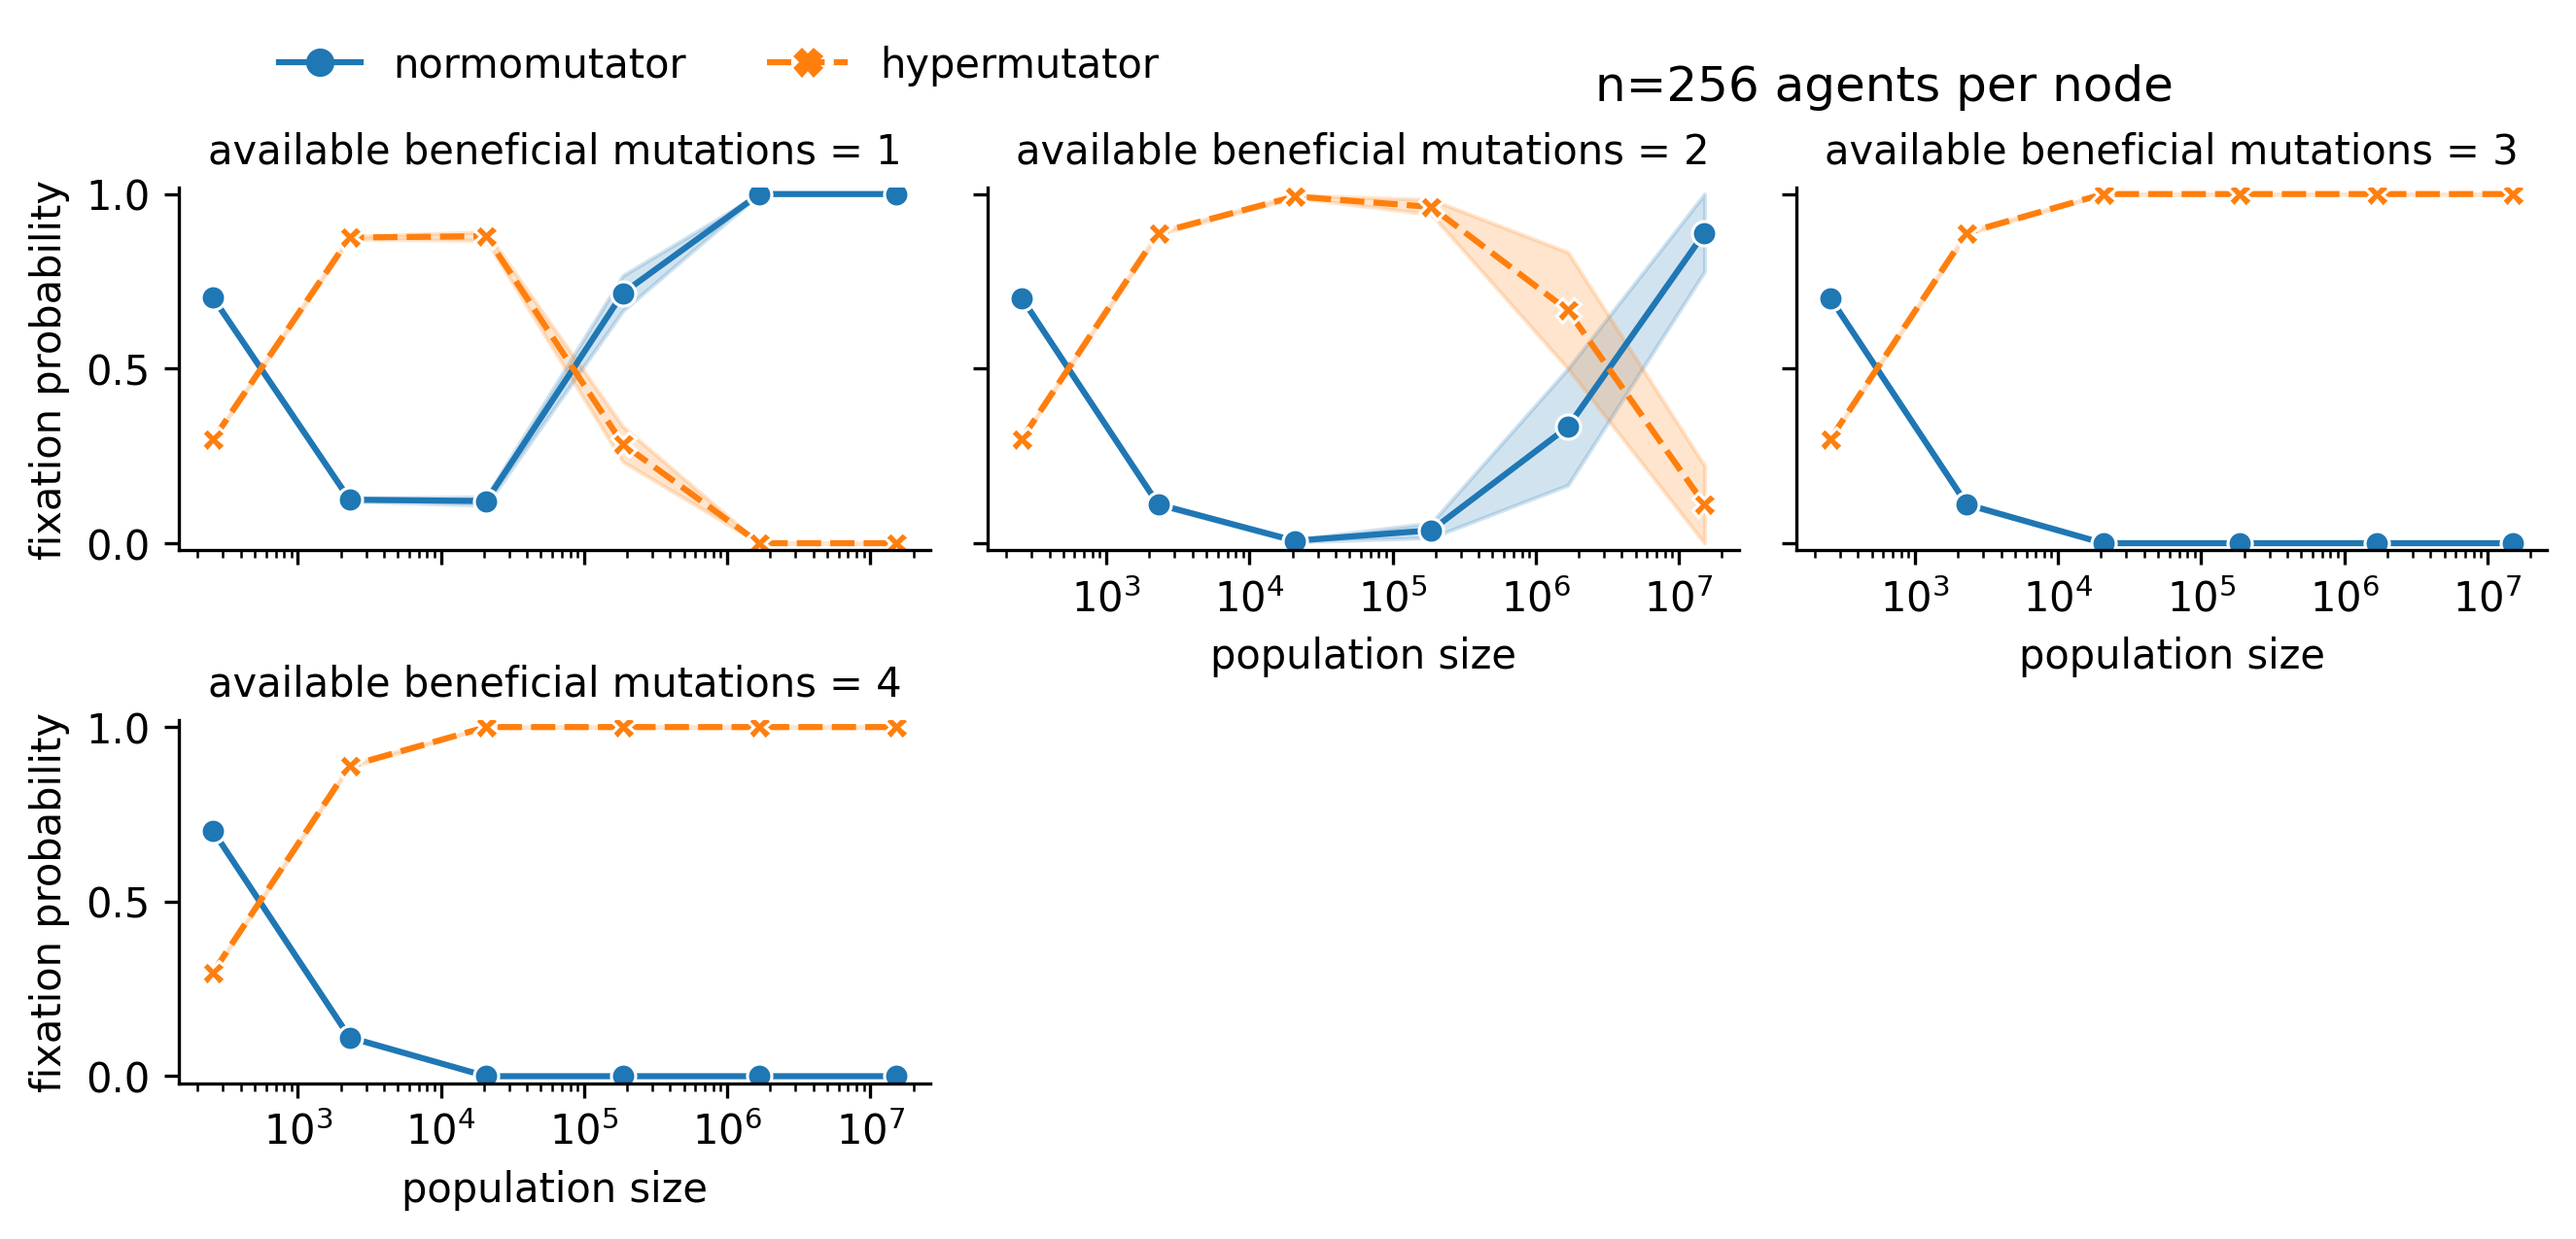 normomutator hypermutator
n=256 agents per node
available beneficial mutations = 1
available beneficial mutations = 2
available beneficial mutations = 3
fixation probability
1.0
0.5
0.0
10³ 10⁴ 10⁵ 10⁶ 10⁷
population size
10³ 10⁴ 10⁵ 10⁶ 10⁷
population size
available beneficial mutations = 4
fixation probability
1.0
0.5
0.0
10³ 10⁴ 10⁵ 10⁶ 10⁷
population size